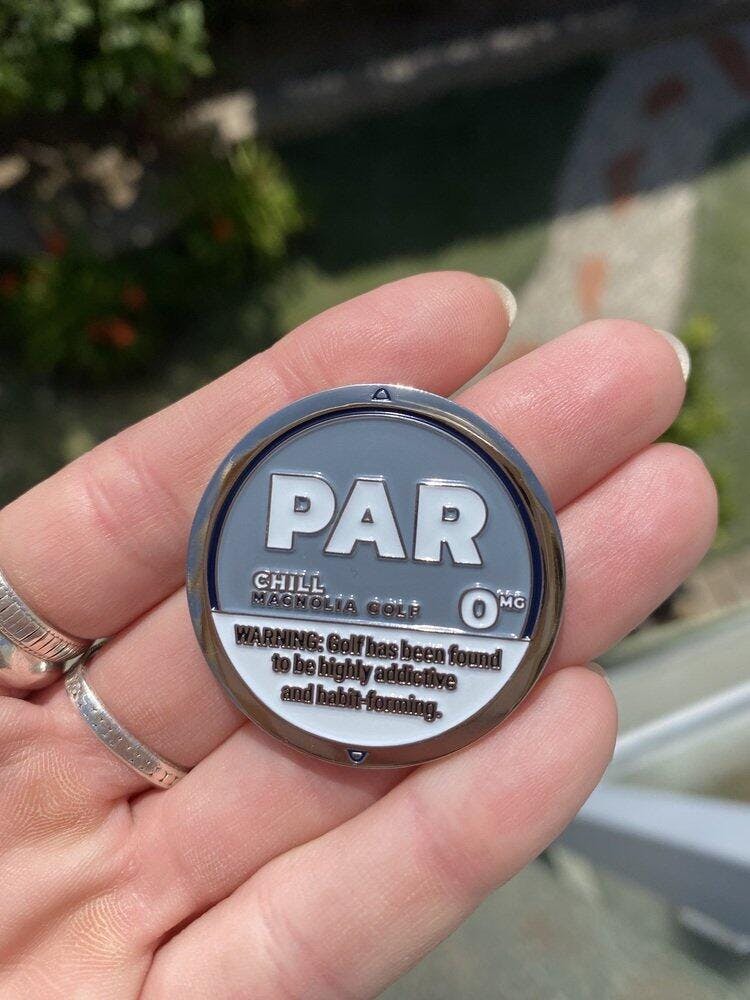 PAR
CHILL
MAGNOLIA GOLF
0 MG
WARNING: Golf has been found
to be highly addictive
and habit-forming.